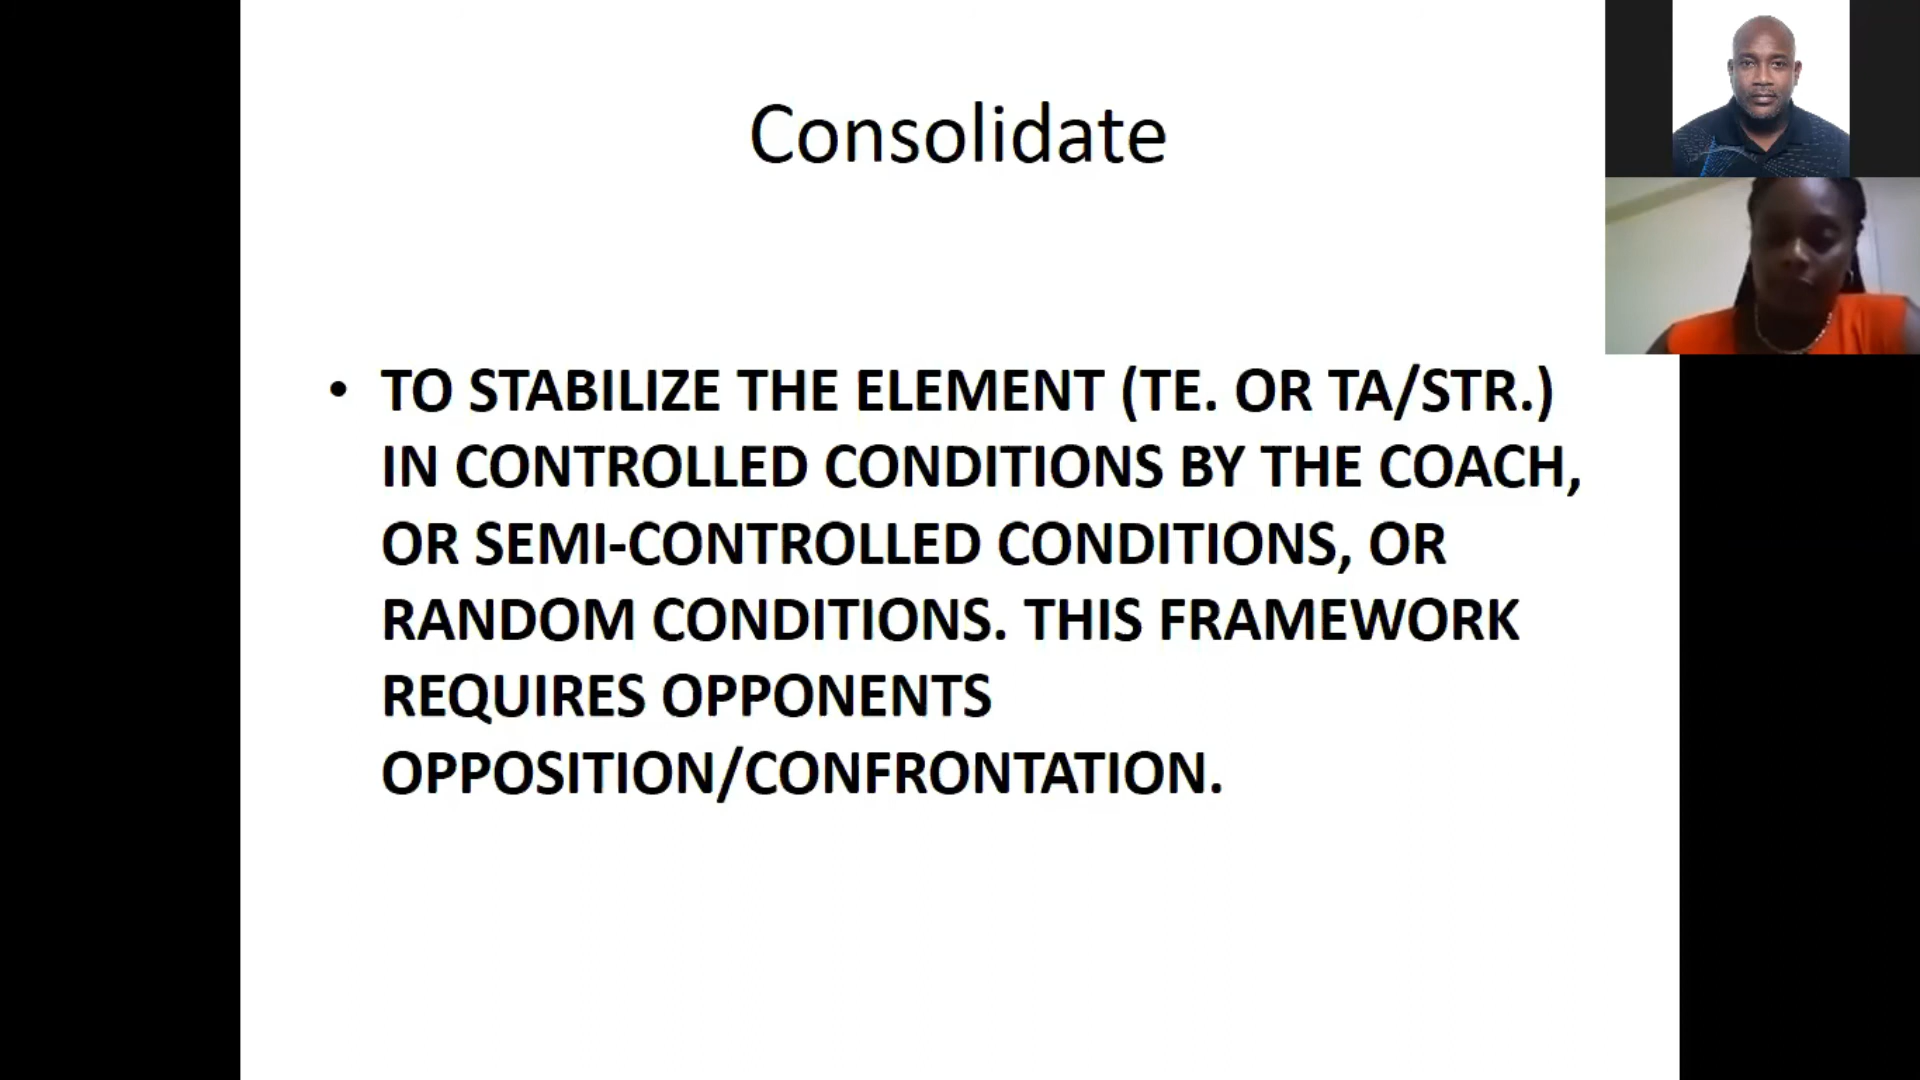 Consolidate
• TO STABILIZE THE ELEMENT (TE. OR TA/STR.)
IN CONTROLLED CONDITIONS BY THE COACH,
OR SEMI-CONTROLLED CONDITIONS, OR
RANDOM CONDITIONS. THIS FRAMEWORK
REQUIRES OPPONENTS
OPPOSITION/CONFRONTATION.